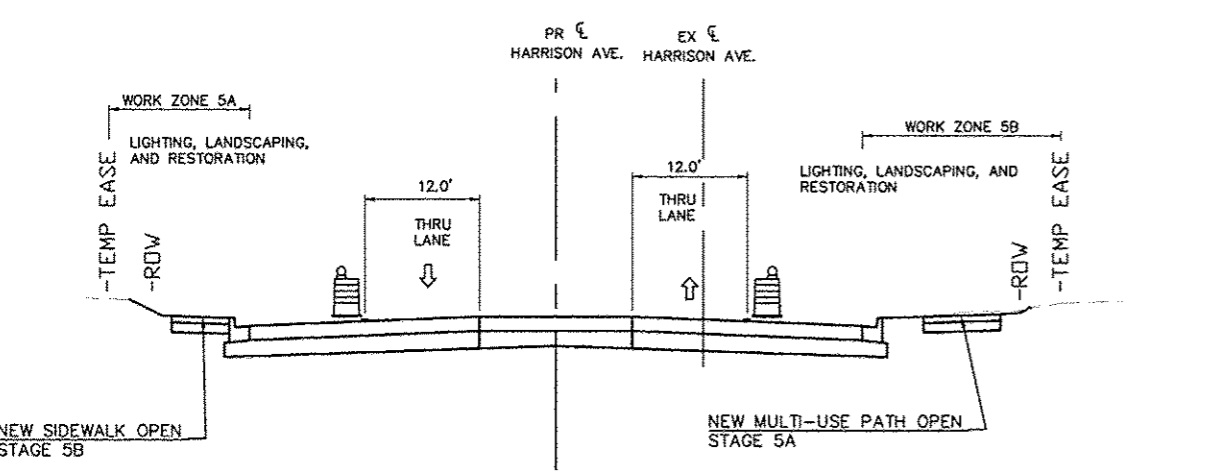 PR ℄
HARRISON AVE.
EX ℄
HARRISON AVE.
WORK ZONE 5A
LIGHTING, LANDSCAPING,
AND RESTORATION
-TEMP EASE
-ROW
12.0'
THRU
LANE
12.0'
THRU
LANE
WORK ZONE 5B
LIGHTING, LANDSCAPING, AND
RESTORATION
-ROW
-TEMP EASE
NEW SIDEWALK OPEN
STAGE 5B
NEW MULTI-USE PATH OPEN
STAGE 5A